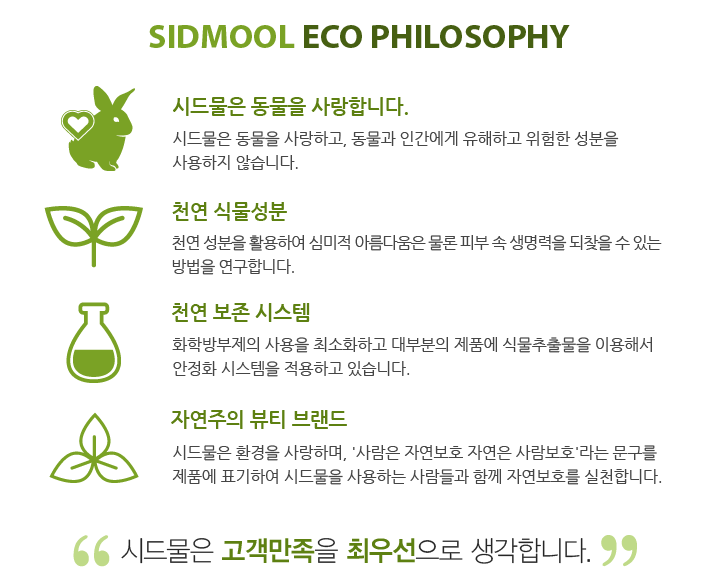 SIDMOOL ECO PHILOSOPHY
시드물은 동물을 사랑합니다.
시드물은 동물을 사랑하고, 동물과 인간에게 유해하고 위험한 성분을
사용하지 않습니다.
천연 식물성분
천연 성분을 활용하여 심미적 아름다움은 물론 피부 속 생명력을 되찾을 수 있는
방법을 연구합니다.
천연 보존 시스템
화학방부제의 사용을 최소화하고 대부분의 제품에 식물추출물을 이용해서
안정화 시스템을 적용하고 있습니다.
자연주의 뷰티 브랜드
시드물은 환경을 사랑하며, '사람은 자연보호 자연은 사람보호'라는 문구를
제품에 표기하여 시드물을 사용하는 사람들과 함께 자연보호를 실천합니다.
“ 시드물은 고객만족을 최우선으로 생각합니다. ”